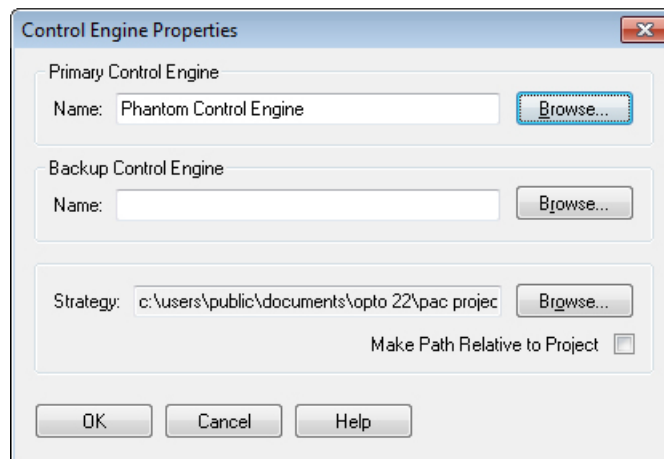 Control Engine Properties
Primary Control Engine
Name: Phantom Control Engine Browse...
Backup Control Engine
Name: Browse...
Strategy: c:\users\public\documents\opto 22\pac projec Browse...
Make Path Relative to Project
OK Cancel Help